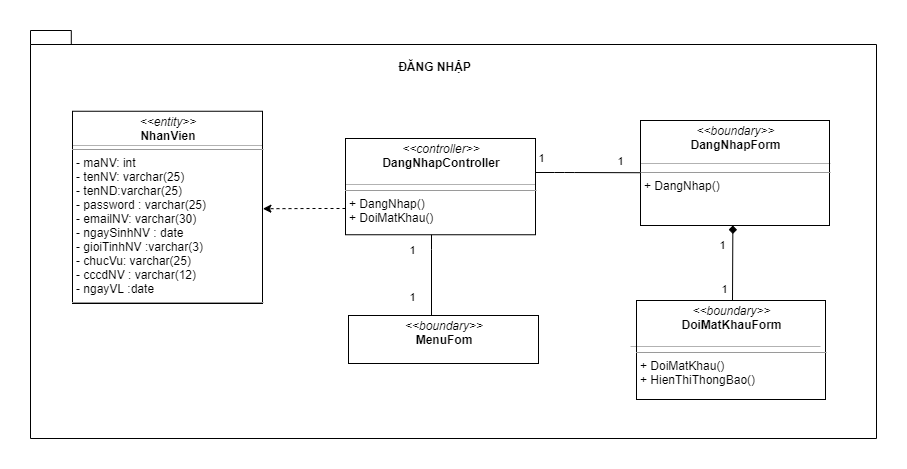 ĐĂNG NHẬP
<<entity>>
NhanVien
- maNV: int
- tenNV: varchar(25)
- tenND:varchar(25)
- password : varchar(25)
- emailNV: varchar(30)
- ngaySinhNV : date
- gioiTinhNV :varchar(3)
- chucVu: varchar(25)
- cccdNV : varchar(12)
- ngayVL :date
<<controller>>
DangNhapController
+ DangNhap()
+ DoiMatKhau()
1
1
<<boundary>>
DangNhapForm
+ DangNhap()
1
1
<<boundary>>
MenuFom
1
1
<<boundary>>
DoiMatKhauForm
+ DoiMatKhau()
+ HienThiThongBao()